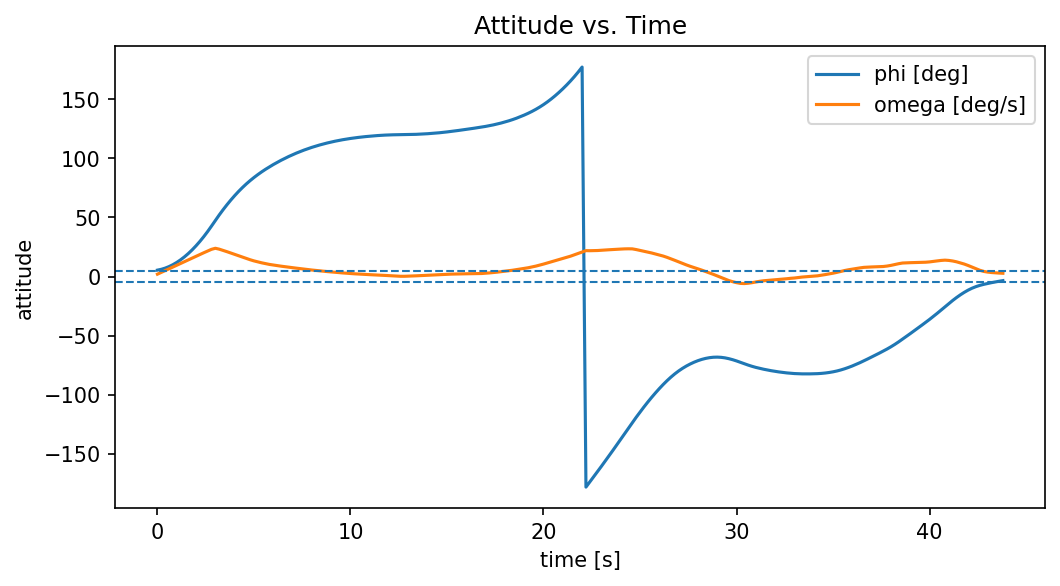 Attitude vs. Time
phi [deg]
omega [deg/s]
attitude
150
100
50
0
−50
−100
−150
0 10 20 30 40
time [s]